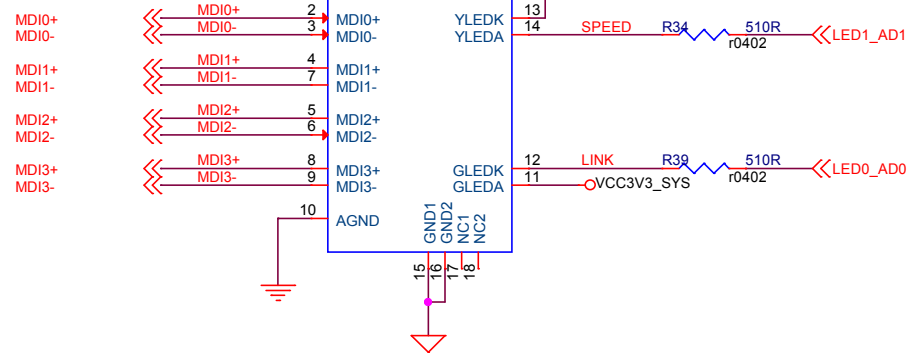 MDI0+ MDI0+ 2 MDI0+ YLEDK 13
MDI0- MDI0- 3 MDI0- YLEDA 14 SPEED R34 510R r0402 LED1_AD1
MDI1+ MDI1+ 4 MDI1+
MDI1- MDI1- 7 MDI1-
MDI2+ MDI2+ 5 MDI2+
MDI2- MDI2- 6 MDI2-
MDI3+ MDI3+ 8 MDI3+ GLEDK 12 LINK R39 510R r0402 LED0_AD0
MDI3- MDI3- 9 MDI3- GLEDA 11 VCC3V3_SYS
10 AGND
GND1 GND2 NC1 NC2
15 16 17 18